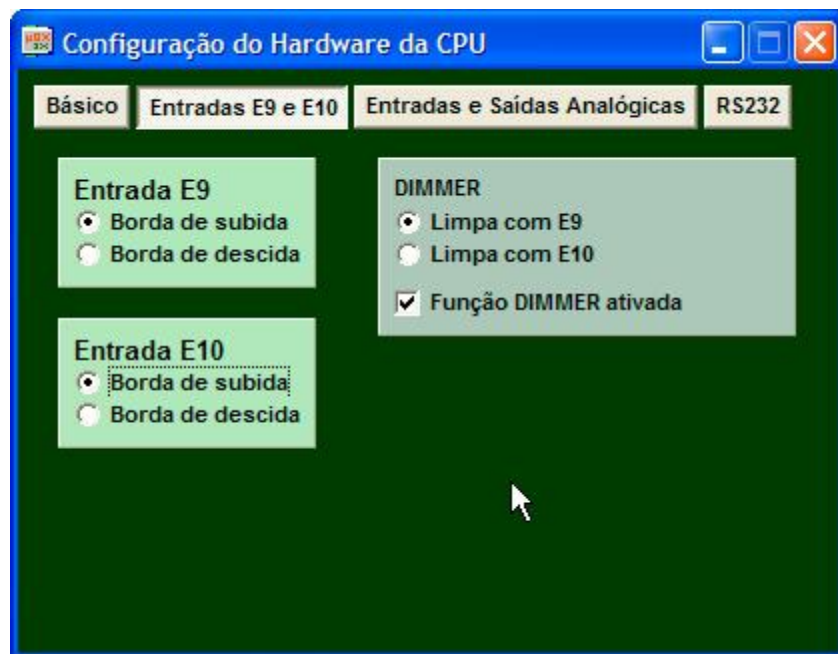 Configuração do Hardware da CPU
Básico
Entradas E9 e E10
Entradas e Saídas Analógicas
RS232
Entrada E9
Borda de subida
Borda de descida
DIMMER
Limpa com E9
Limpa com E10
Função DIMMER ativada
Entrada E10
Borda de subida
Borda de descida